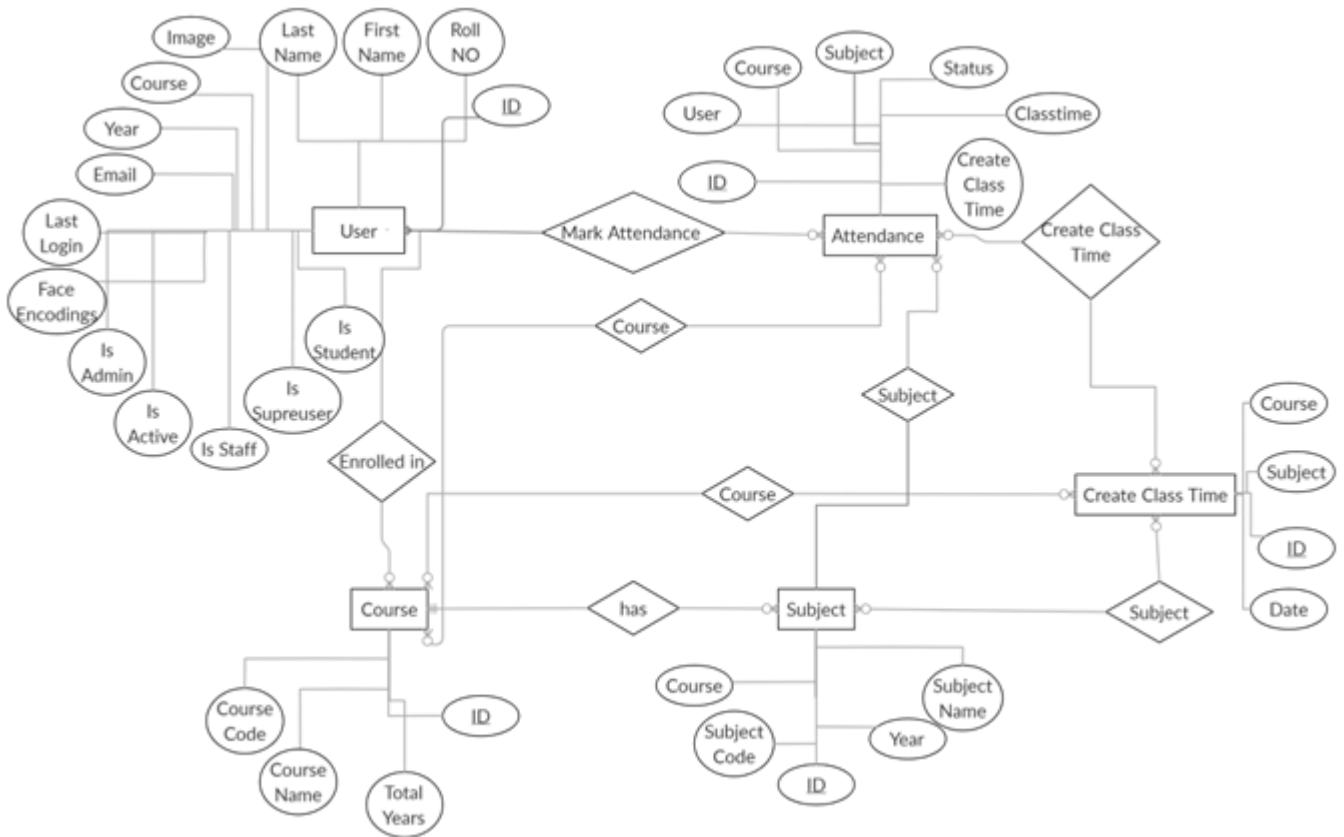 Image
Last
Name
First
Name
Roll
NO
Course
ID
Year
Email
Last
Login
Face
Encodings
Is
Admin
Is
Active
Is Staff
Is
Supreuser
Is
Student
User
Mark Attendance
Subject
Course
Status
User
Classtime
ID
Create
Class
Time
Attendance
Create Class
Time
Course
Subject
Enrolled in
Course
Create Class Time
Course
Subject
ID
Date
Course
has
Subject
Subject
Course
Code
Course
Name
Total
Years
ID
Course
Subject
Code
ID
Year
Subject
Name